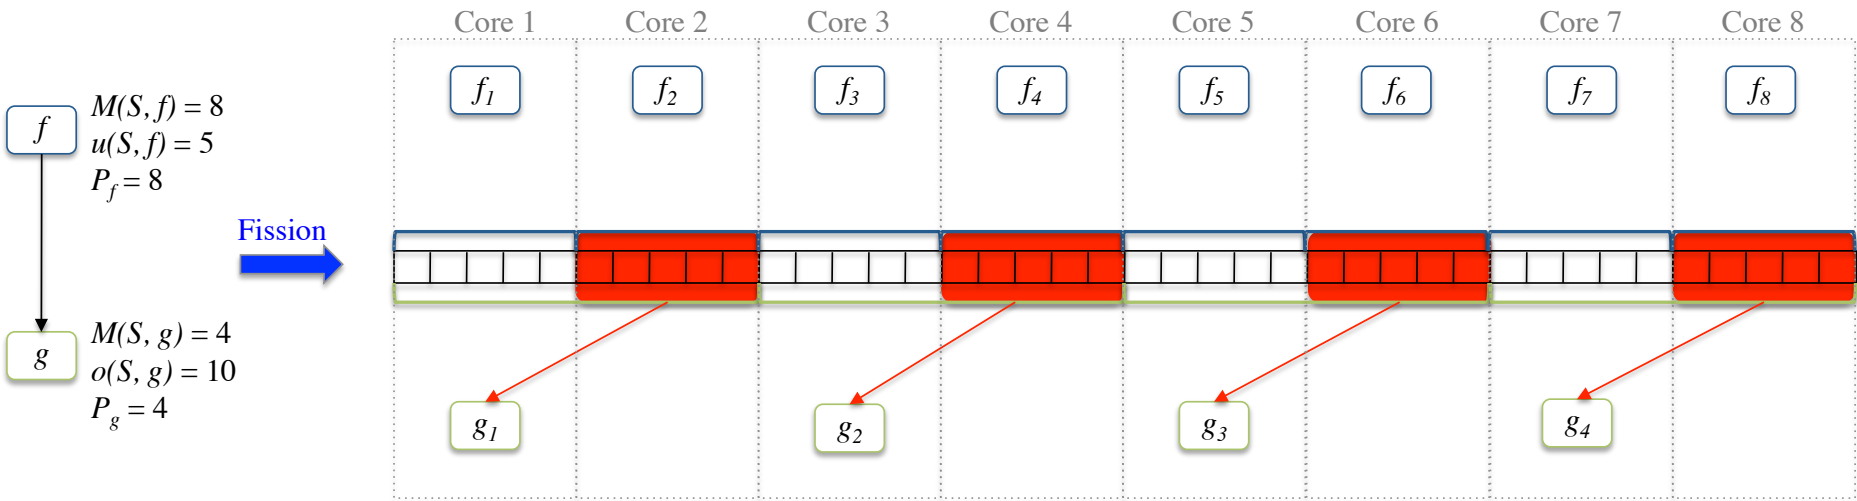 Core 1 Core 2 Core 3 Core 4 Core 5 Core 6 Core 7 Core 8
f M(S, f) = 8
u(S, f) = 5
P_f = 8
f_1 f_2 f_3 f_4 f_5 f_6 f_7 f_8
Fission
g M(S, g) = 4
o(S, g) = 10
P_g = 4
g_1 g_2 g_3 g_4